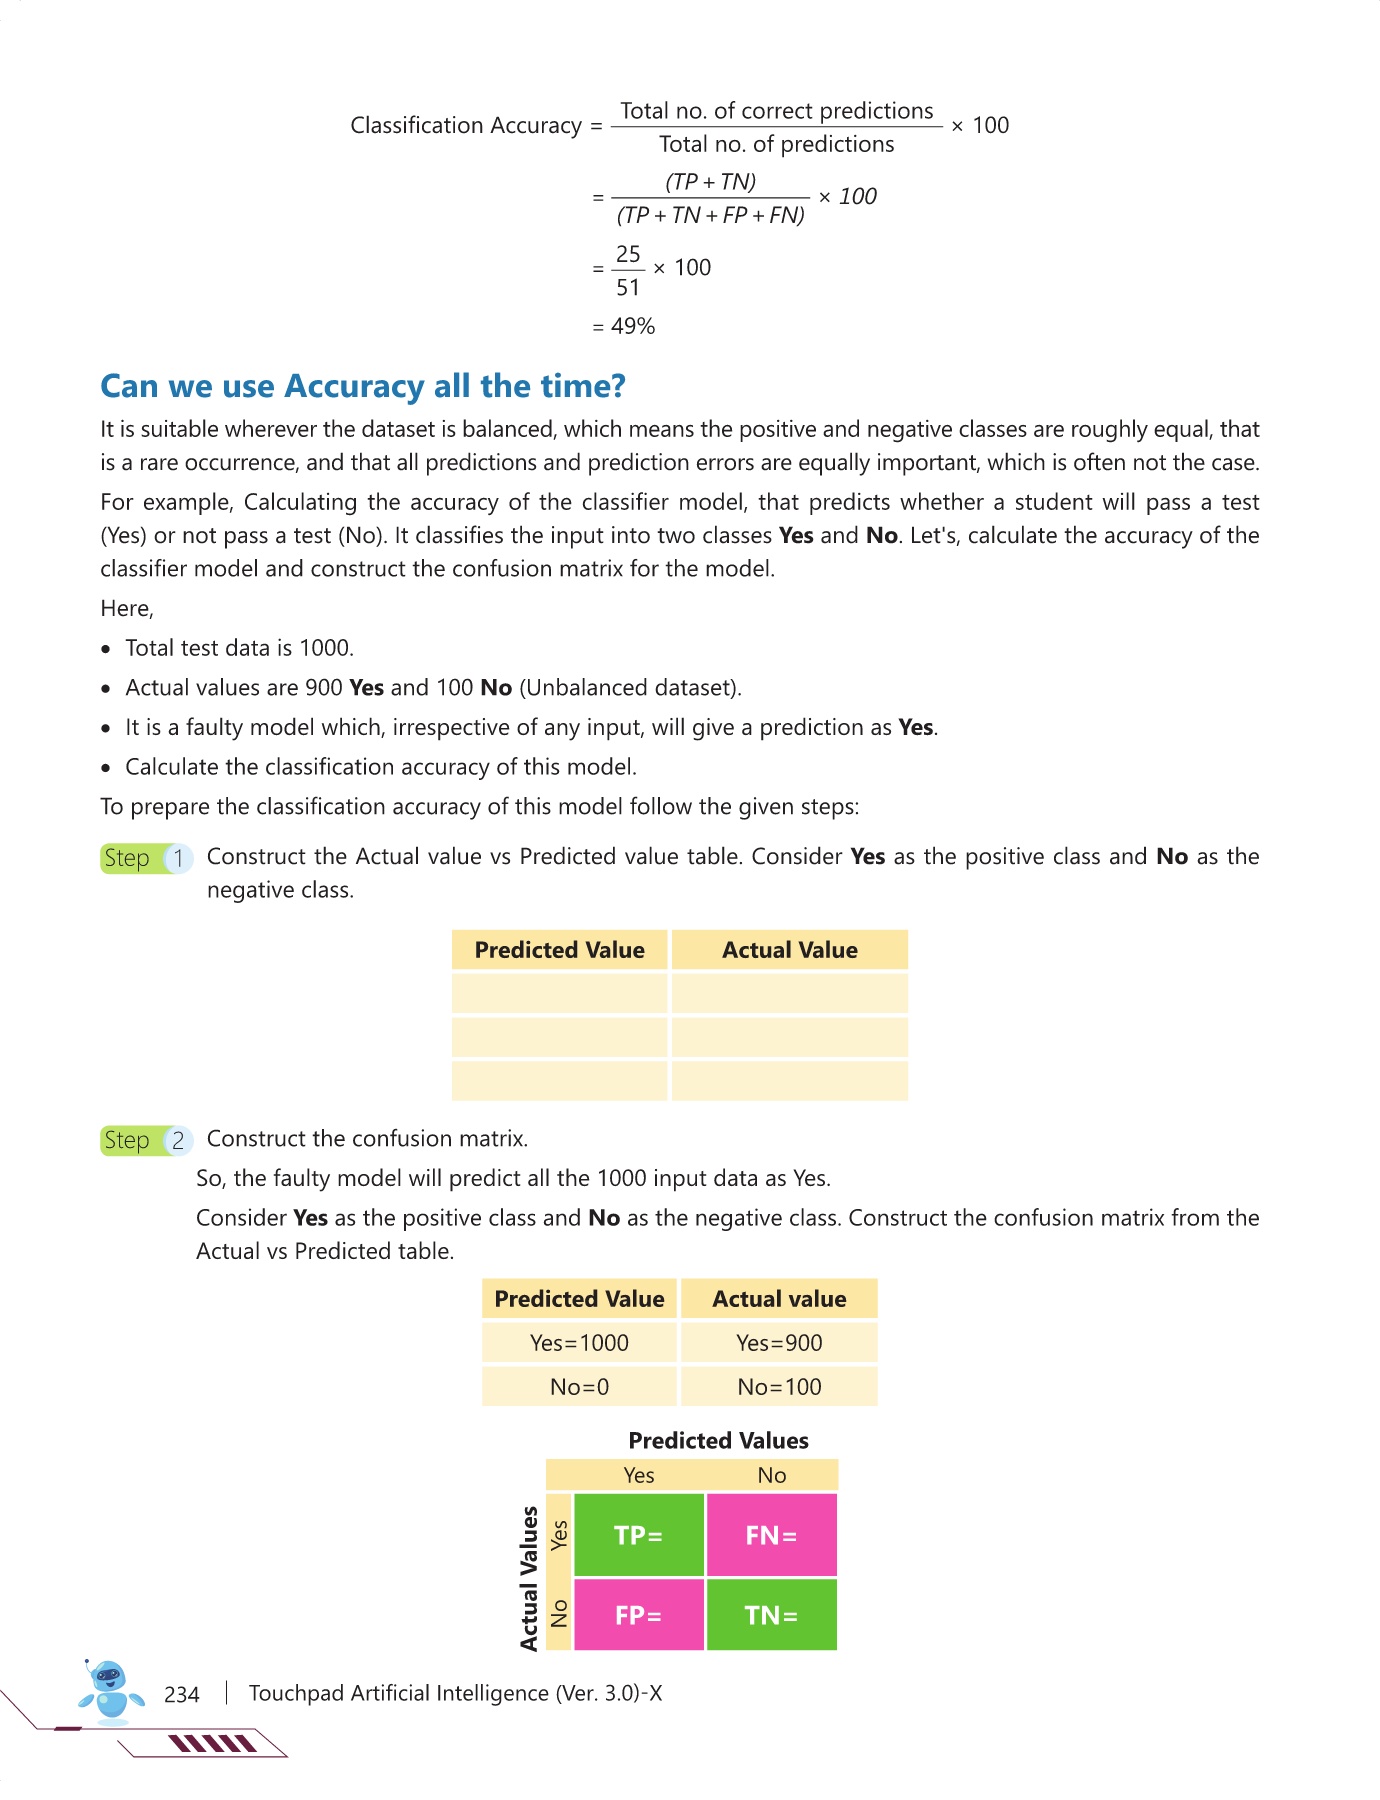 Classification Accuracy = Total no. of correct predictions / Total no. of predictions × 100
= (TP + TN) / (TP + TN + FP + FN) × 100
= 25 / 51 × 100
= 49%
Can we use Accuracy all the time?
It is suitable wherever the dataset is balanced, which means the positive and negative classes are roughly equal, that
is a rare occurrence, and that all predictions and prediction errors are equally important, which is often not the case.
For example, Calculating the accuracy of the classifier model, that predicts whether a student will pass a test
(Yes) or not pass a test (No). It classifies the input into two classes Yes and No. Let's, calculate the accuracy of the
classifier model and construct the confusion matrix for the model.
Here,
• Total test data is 1000.
• Actual values are 900 Yes and 100 No (Unbalanced dataset).
• It is a faulty model which, irrespective of any input, will give a prediction as Yes.
• Calculate the classification accuracy of this model.
To prepare the classification accuracy of this model follow the given steps:
Step 1 Construct the Actual value vs Predicted value table. Consider Yes as the positive class and No as the
negative class.
Predicted Value Actual Value
Step 2 Construct the confusion matrix.
So, the faulty model will predict all the 1000 input data as Yes.
Consider Yes as the positive class and No as the negative class. Construct the confusion matrix from the
Actual vs Predicted table.
Predicted Value Actual value
Yes=1000 Yes=900
No=0 No=100
Predicted Values
Yes No
Actual Values
Yes TP= FN=
No FP= TN=
234 | Touchpad Artificial Intelligence (Ver. 3.0)-X